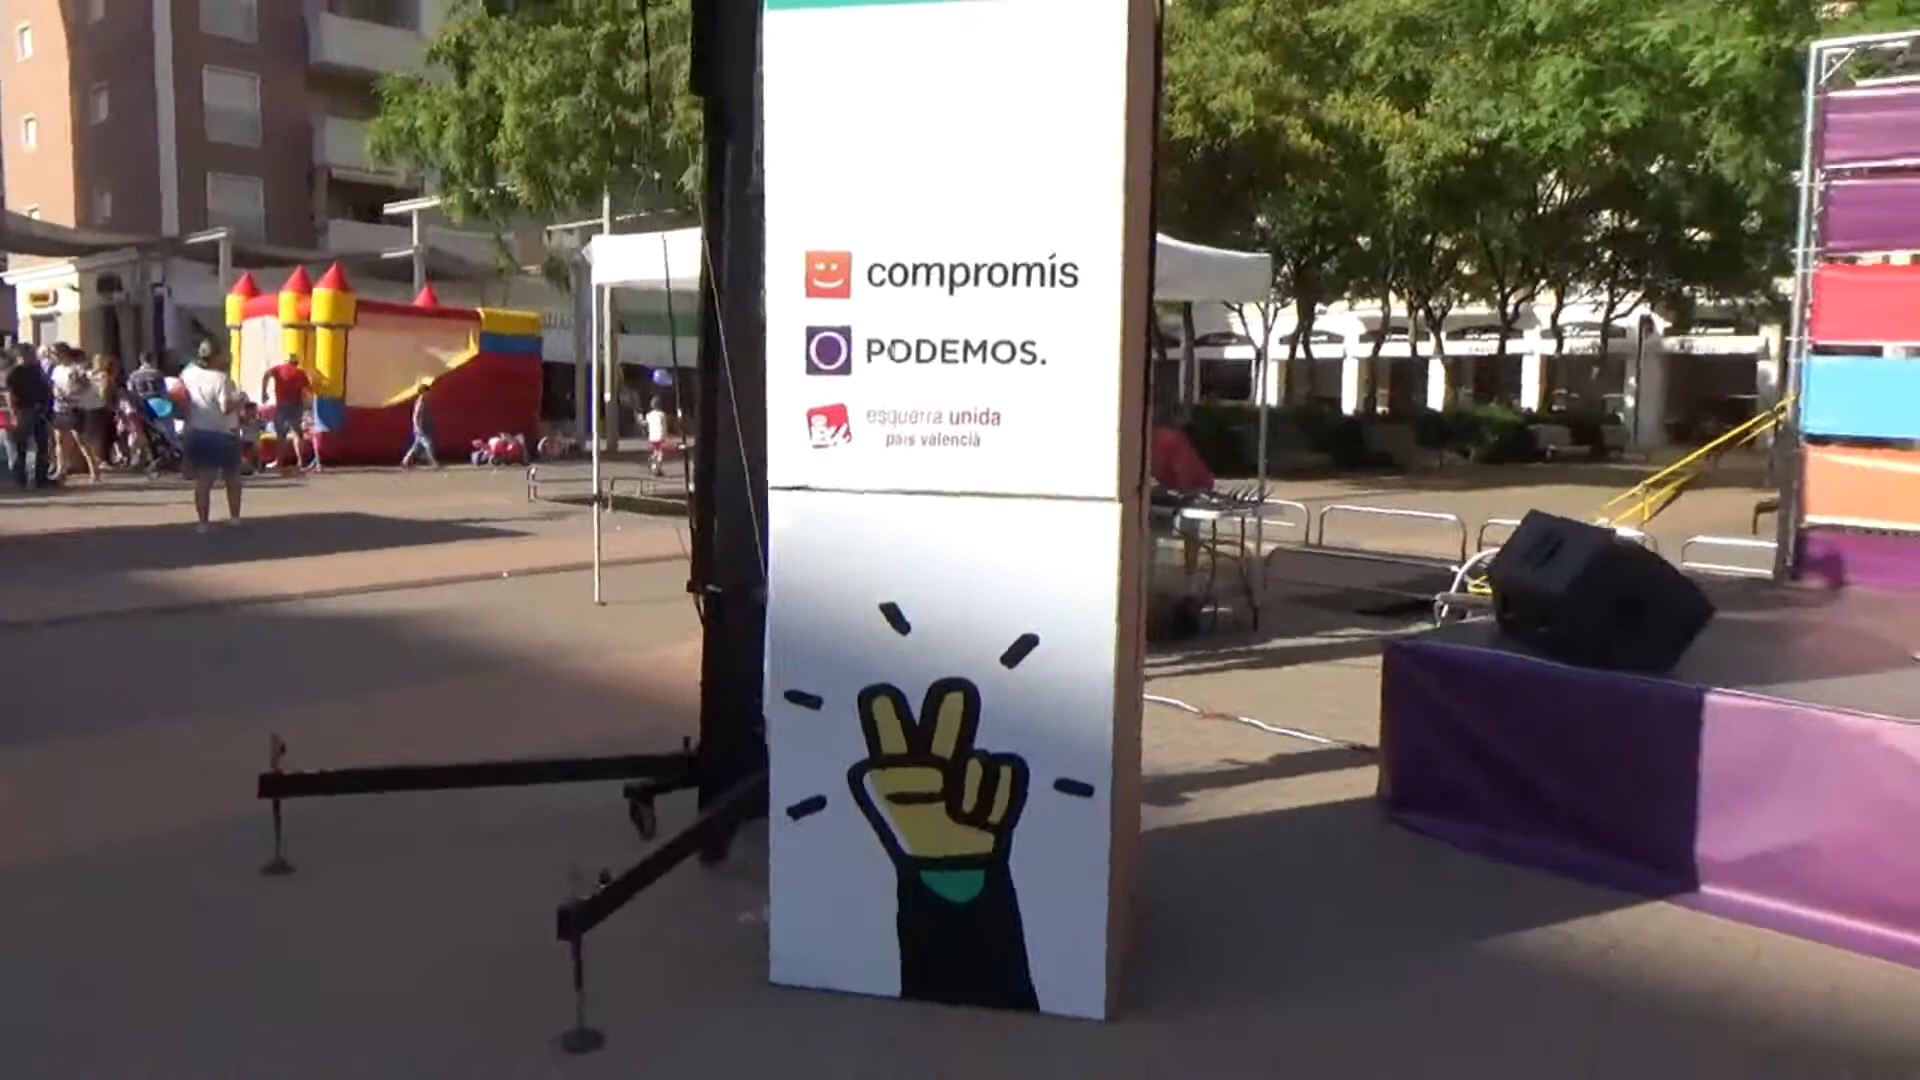 compromís
PODEMOS.
esquerra unida
país valencià